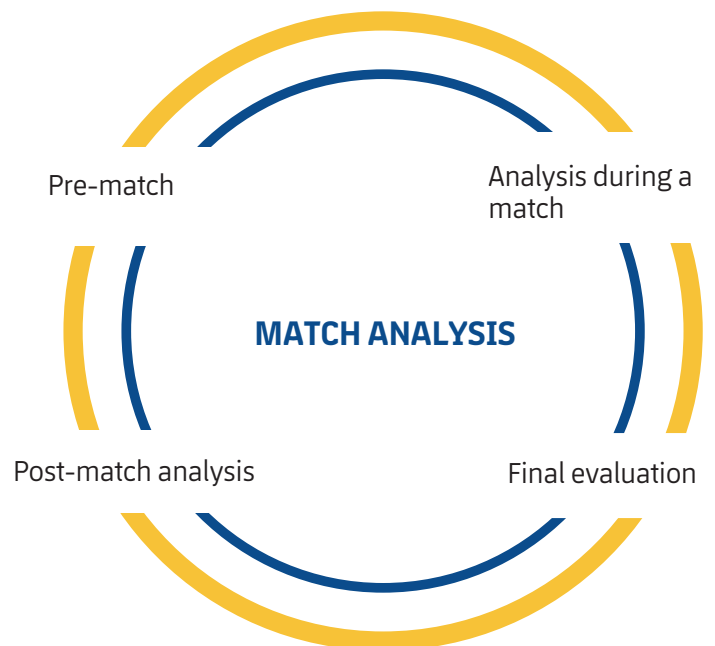 Pre-match
Analysis during a
match
MATCH ANALYSIS
Post-match analysis
Final evaluation